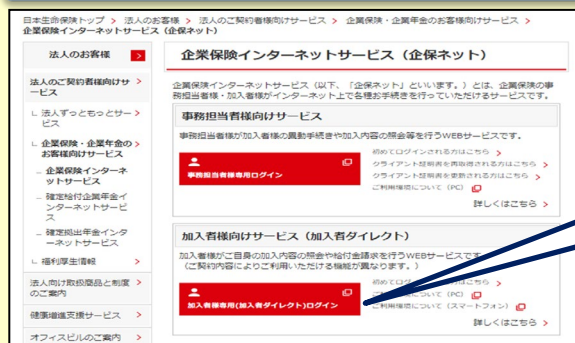 日本生命保険トップ > 法人のお客様 > 法人のご契約者様向けサービス > 企業保険・企業年金のお客様向けサービス >
企業保険インターネットサービス（企保ネット）
法人のお客様
法人のご契約者様向けサービス
法人ずっともっとサービス
企業保険・企業年金のお客様向けサービス
企業保険インターネットサービス
確定給付企業年金インターネットサービス
確定拠出年金インターネットサービス
福利厚生情報
法人向け取扱商品と制度のご案内
健康増進支援サービス
オフィスビルのご案内
企業保険インターネットサービス（企保ネット）
企業保険インターネットサービス（以下、「企保ネット」といいます。）とは、企業保険の事
務担当者様・加入者様がインターネット上で各種お手続きを行っていただけるサービスです。
事務担当者様向けサービス
事務担当者様が加入者様の異動手続きや加入内容の照会等を行うWEBサービスです。
事務担当者様専用ログイン
初めてログインされる方はこちら >
クライアント証明書を再取得される方はこちら >
クライアント証明書を更新される方はこちら >
ご利用環境について（PC）
詳しくはこちら >
加入者様向けサービス（加入者ダイレクト）
加入者様がご自身の加入内容の照会や給付金請求を行うWEBサービスです
（ご契約内容によりご利用いただける機能が異なります。）
加入者様専用(加入者ダイレクト)ログイン
初めてログインされる方はこちら >
ご利用環境について（PC）
ご利用環境について（スマートフォン）
詳しくはこちら >